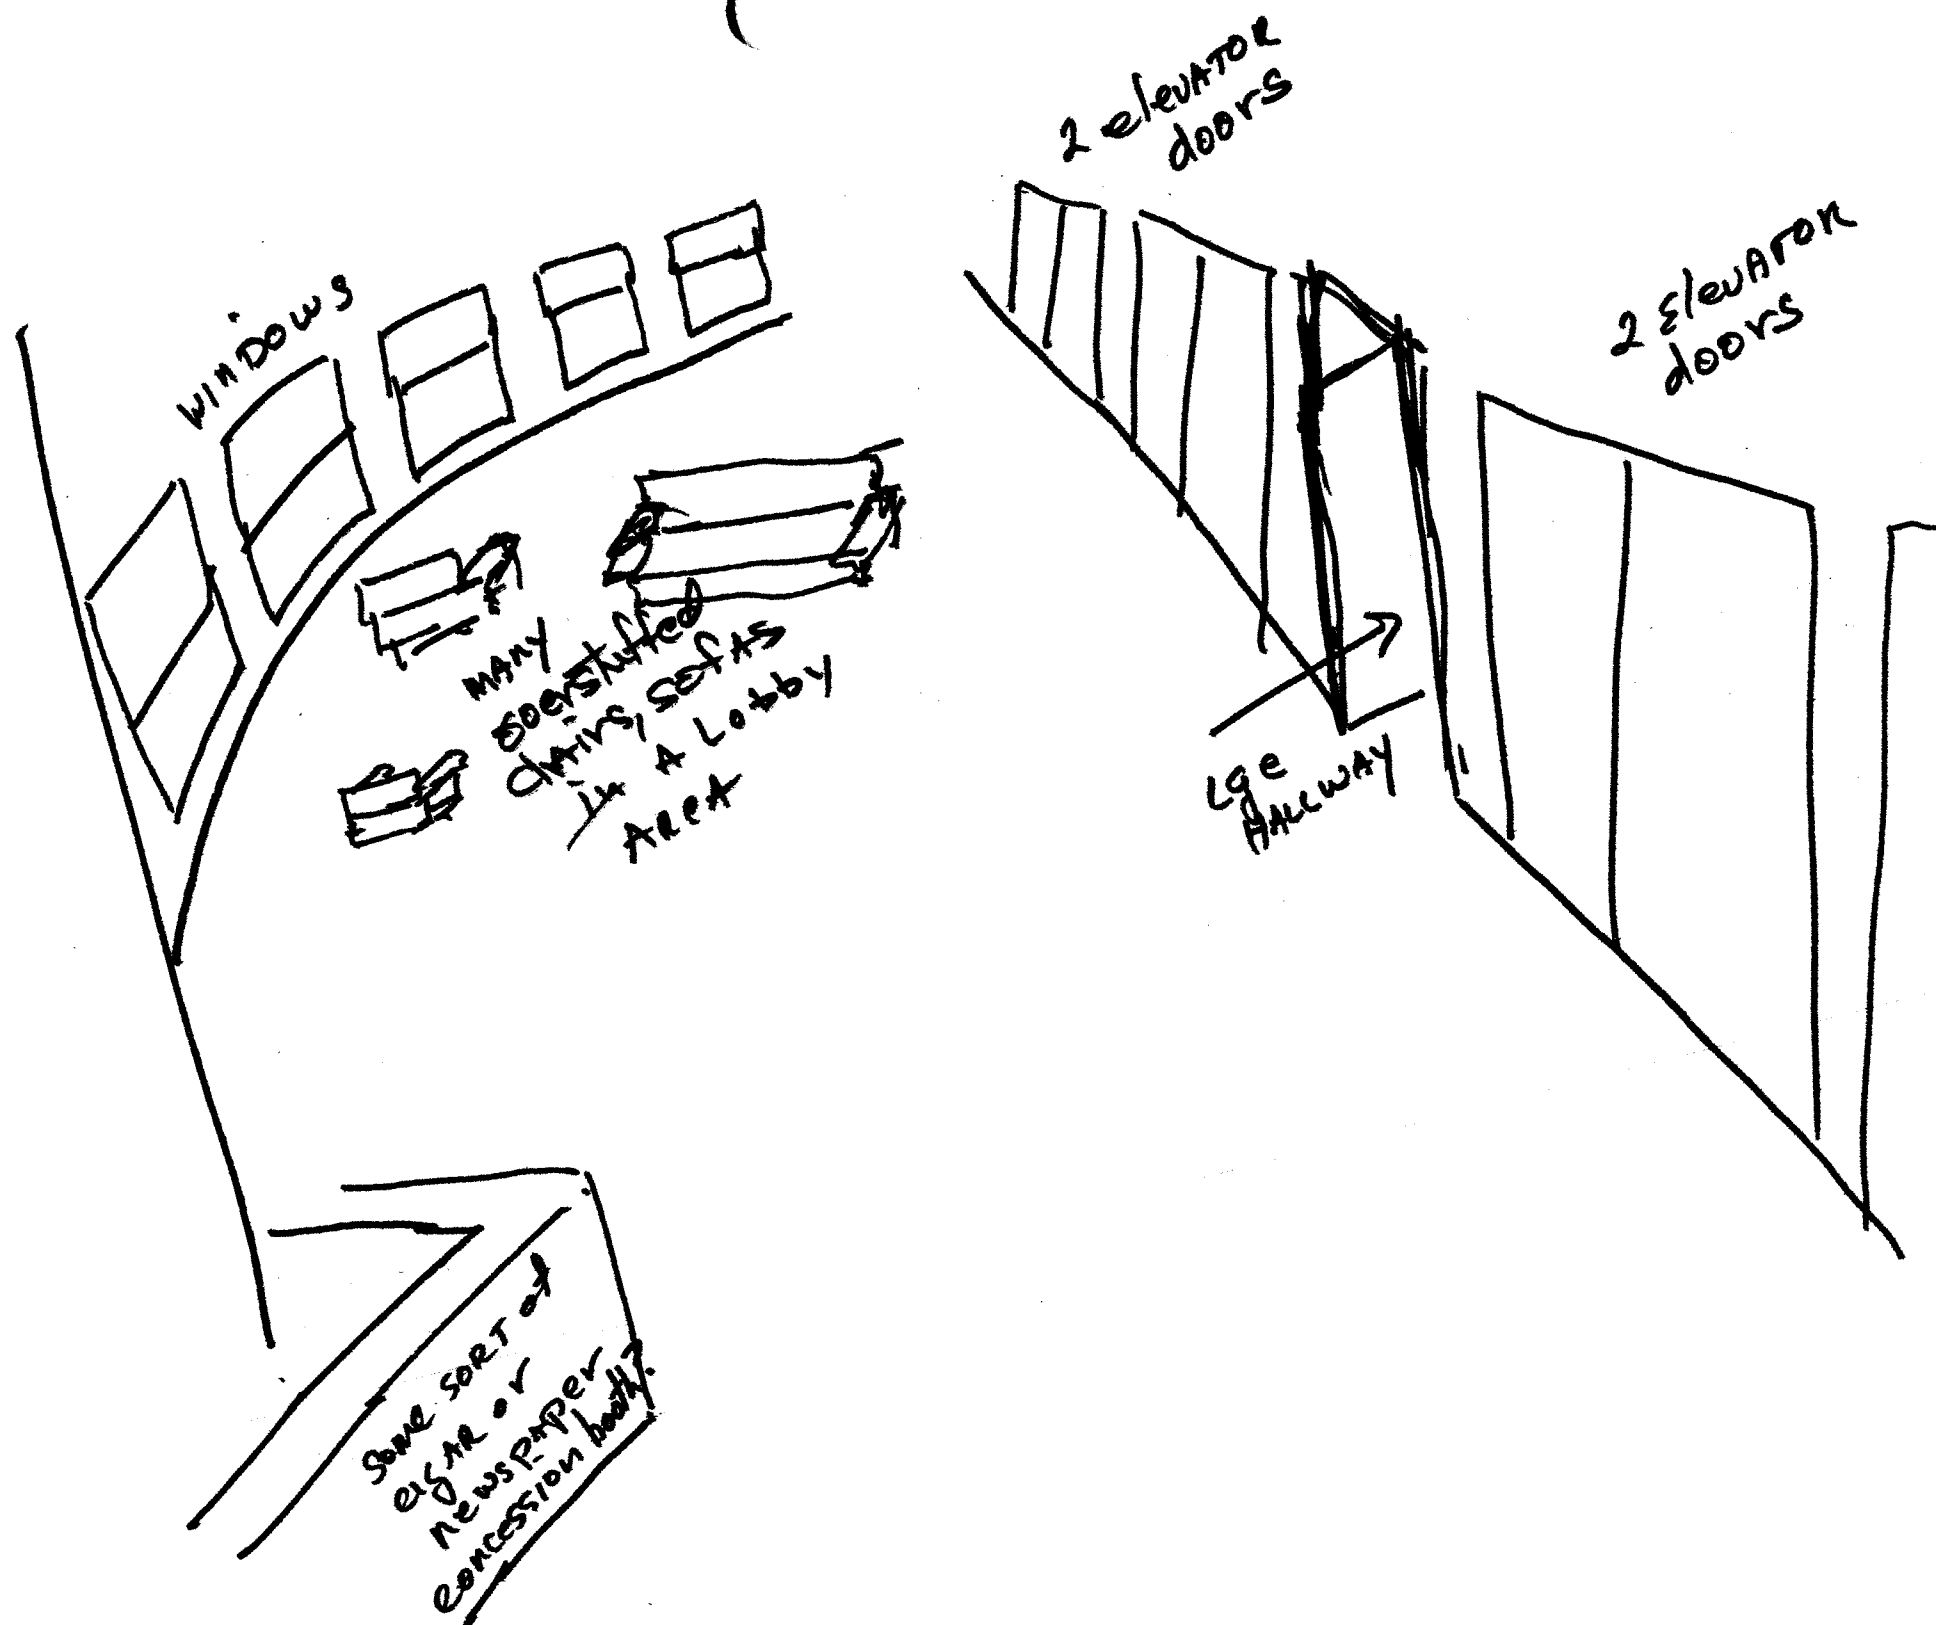 2 elevator
doors
2 Elevator
doors
WINDOWS
MANY
overstuffed
chairs, sofas
in A Lobby
AREA
Lge
HALLWAY
some sort of
cigar or
newspaper
concession booth?